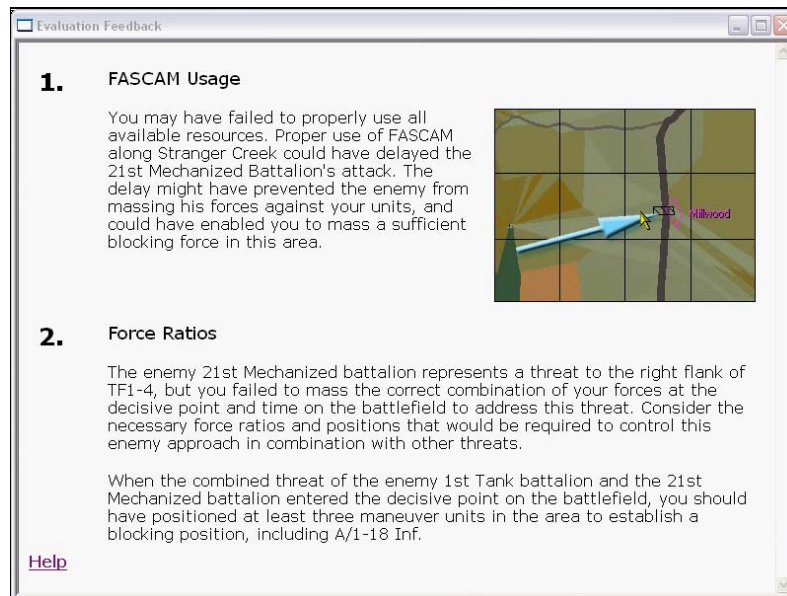 Evaluation Feedback
1.
FASCAM Usage
You may have failed to properly use all
available resources. Proper use of FASCAM
along Stranger Creek could have delayed the
21st Mechanized Battalion's attack. The
delay might have prevented the enemy from
massing his forces against your units, and
could have enabled you to mass a sufficient
blocking force in this area.
Millwood
2.
Force Ratios
The enemy 21st Mechanized battalion represents a threat to the right flank of
TF1-4, but you failed to mass the correct combination of your forces at the
decisive point and time on the battlefield to address this threat. Consider the
necessary force ratios and positions that would be required to control this
enemy approach in combination with other threats.
When the combined threat of the enemy 1st Tank battalion and the 21st
Mechanized battalion entered the decisive point on the battlefield, you should
have positioned at least three maneuver units in the area to establish a
blocking position, including A/1-18 Inf.
Help